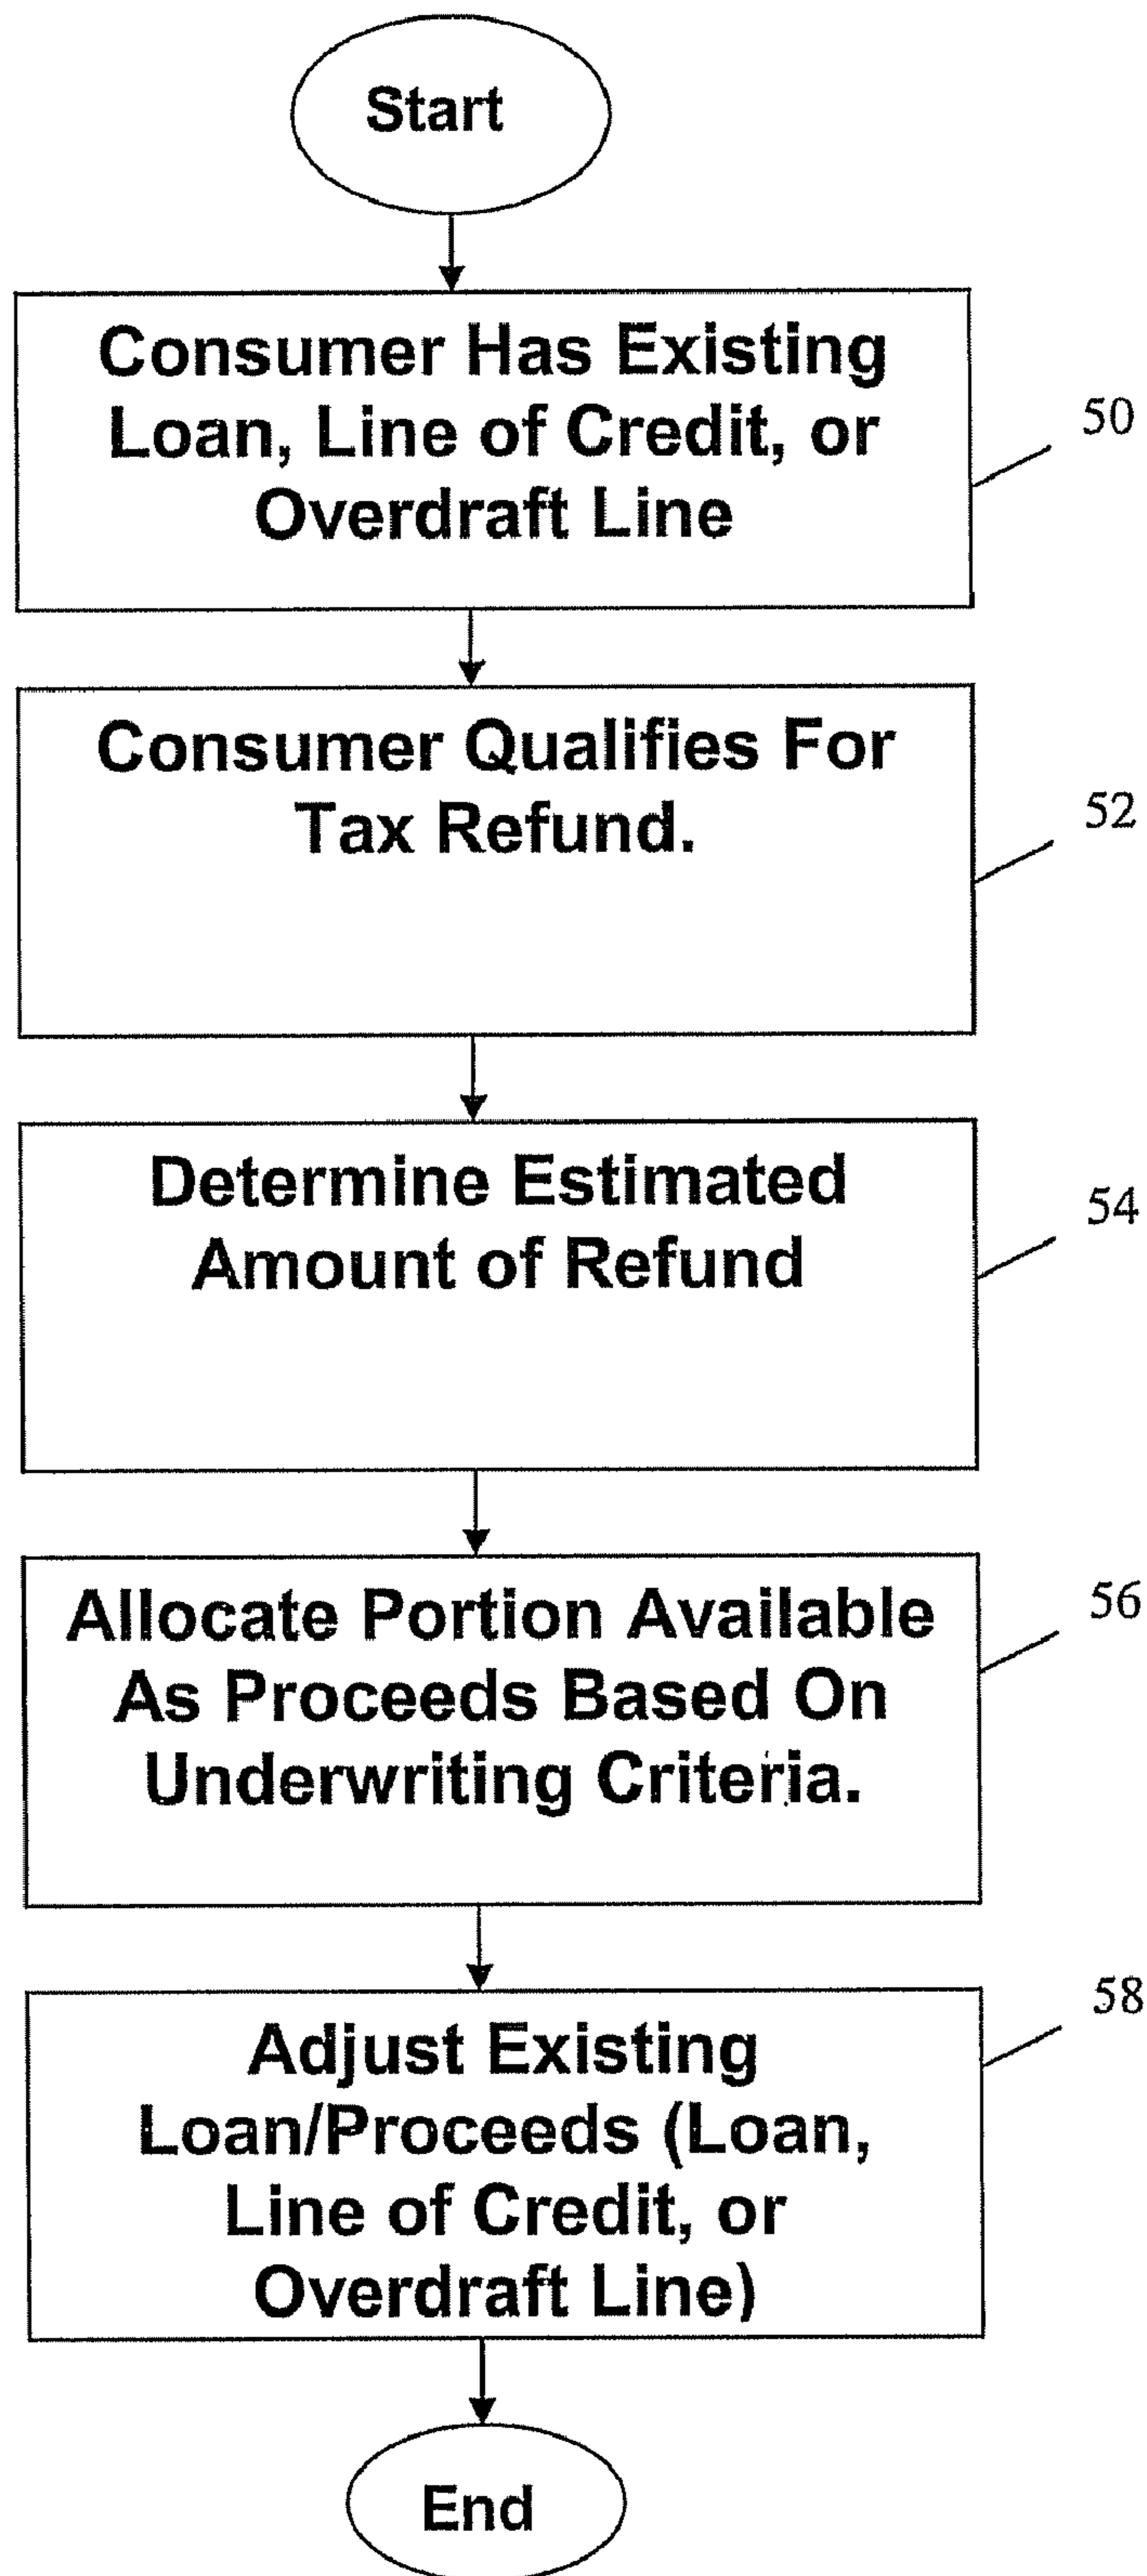 Start
Consumer Has Existing
Loan, Line of Credit, or
Overdraft Line
50
Consumer Qualifies For
Tax Refund.
52
Determine Estimated
Amount of Refund
54
Allocate Portion Available
As Proceeds Based On
Underwriting Criteria.
56
Adjust Existing
Loan/Proceeds (Loan,
Line of Credit, or
Overdraft Line)
58
End